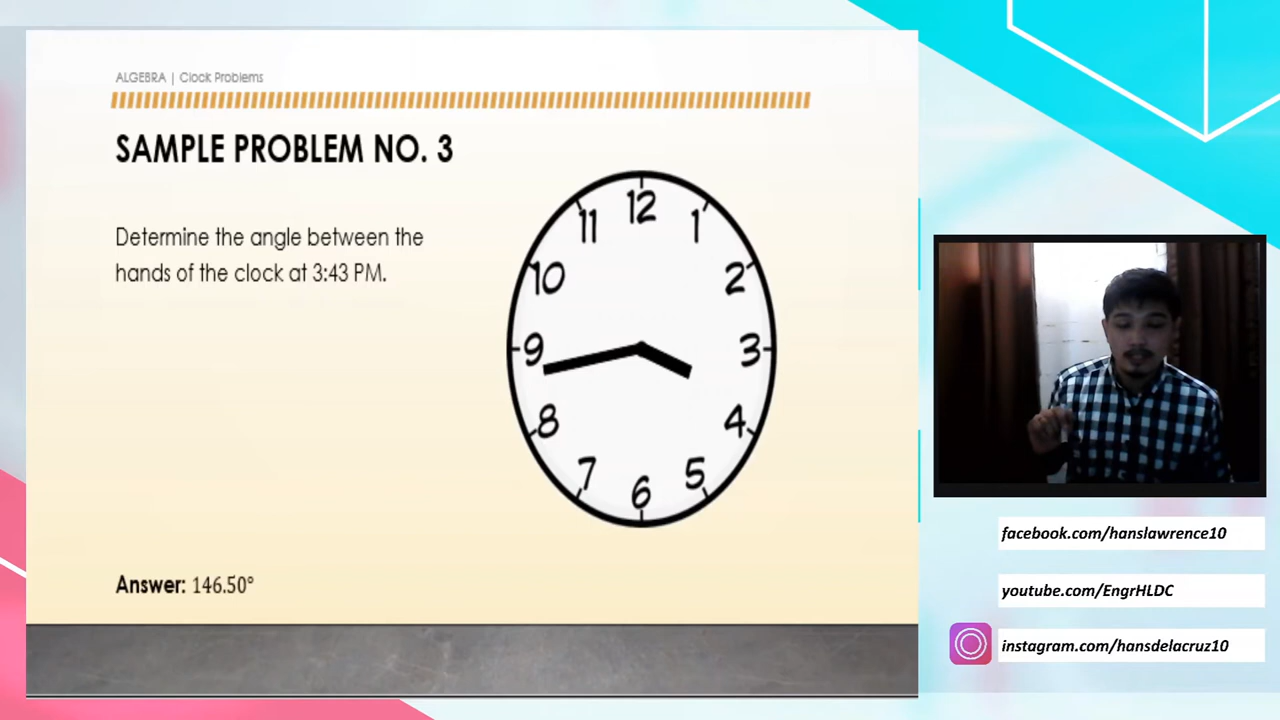 ALGEBRA | Clock Problems
SAMPLE PROBLEM NO. 3
Determine the angle between the
hands of the clock at 3:43 PM.
12
11
1
10
2
9
3
8
4
7
5
6
Answer: 146.50°
facebook.com/hanslawrence10
youtube.com/EngrHLDC
instagram.com/hansdelacruz10